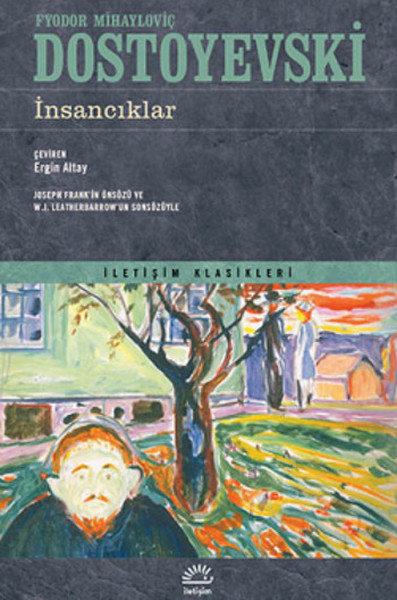 FYODOR MİHAYLOVİÇ
DOSTOYEVSKİ
İnsancıklar
ÇEVİREN
Ergin Altay
JOSEPH FRANK'İN ÖNSÖZÜ VE
W.J. LEATHERBARROW'UN SONSÖZÜYLE
İLETİŞİM KLASİKLERİ
iletişim